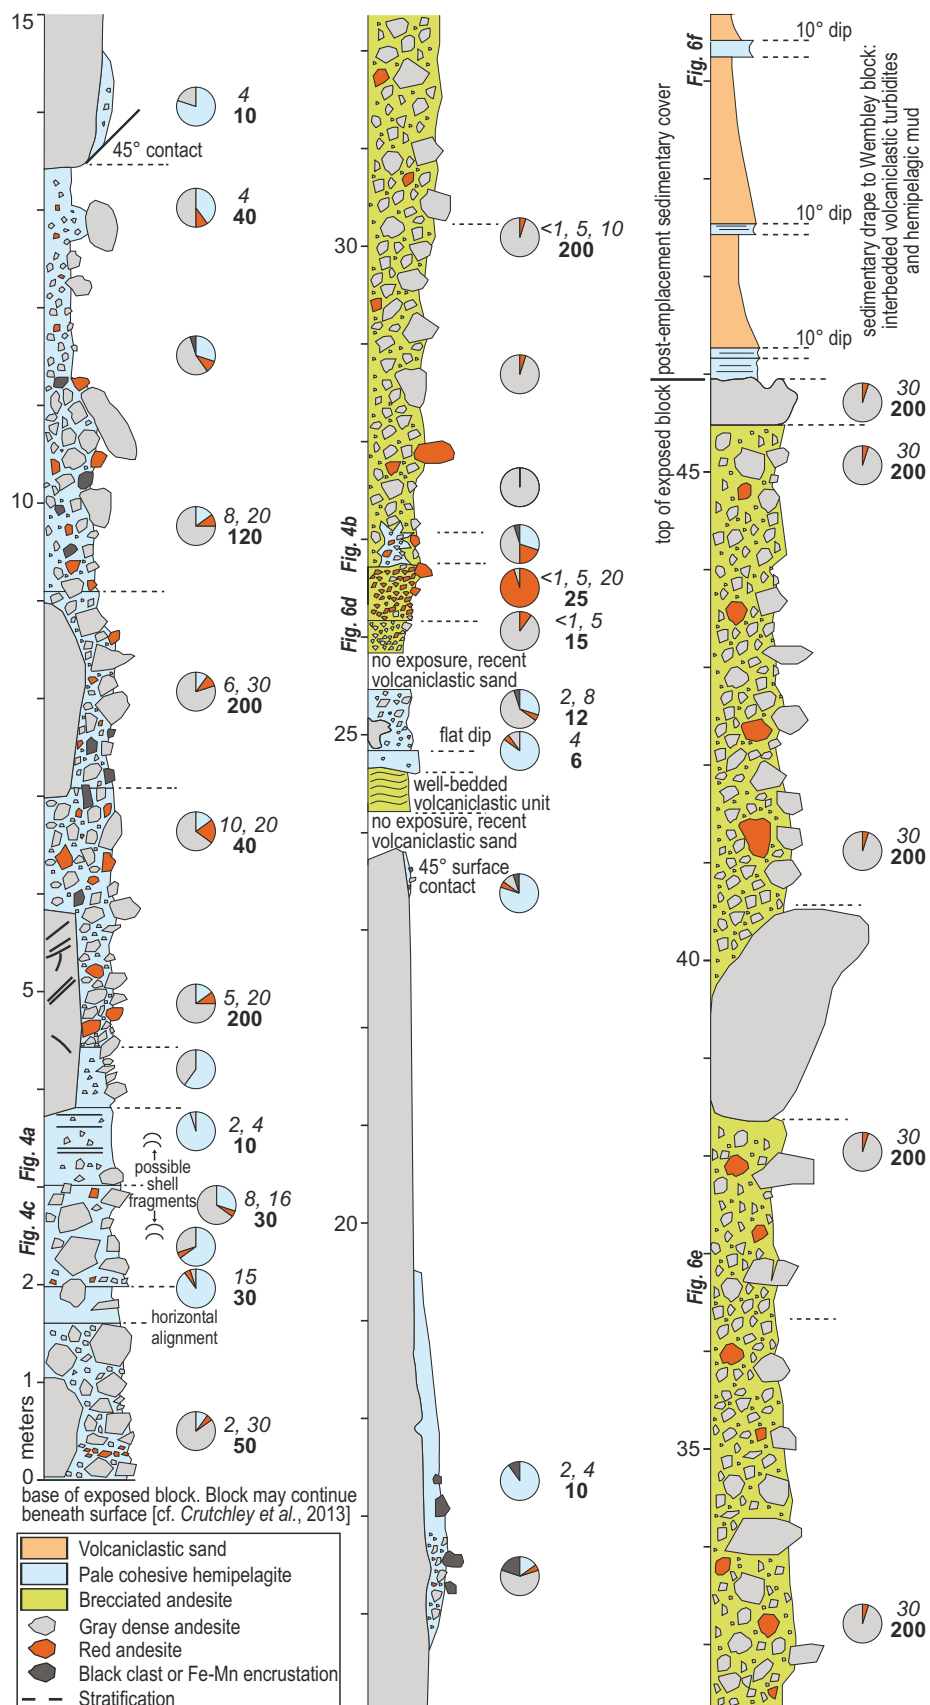 15
4
10
45° contact
4
40
10
8, 20
120
6, 30
200
10, 20
40
5
5, 20
200
Fig. 4a
2, 4
10
possible
shell
fragments
Fig. 4c
8, 16
30
2
15
30
horizontal
alignment
1
meters
2, 30
50
0
base of exposed block. Block may continue
beneath surface [cf. Crutchley et al., 2013]
Volcaniclastic sand
Pale cohesive hemipelagite
Brecciated andesite
Gray dense andesite
Red andesite
Black clast or Fe-Mn encrustation
Stratification
30
<1, 5, 10
200
Fig. 4b
Fig. 6d
<1, 5, 20
25
<1, 5
15
no exposure, recent
volcaniclastic sand
2, 8
12
25
flat dip
4
6
well-bedded
volcaniclastic unit
no exposure, recent
volcaniclastic sand
45° surface
contact
20
2, 4
10
Fig. 6f
10° dip
10° dip
10° dip
post-emplacement sedimentary cover
sedimentary drape to Wembley block:
interbedded volcaniclastic turbidites
and hemipelagic mud
top of exposed block
30
200
45
30
200
30
200
40
30
200
Fig. 6e
35
30
200